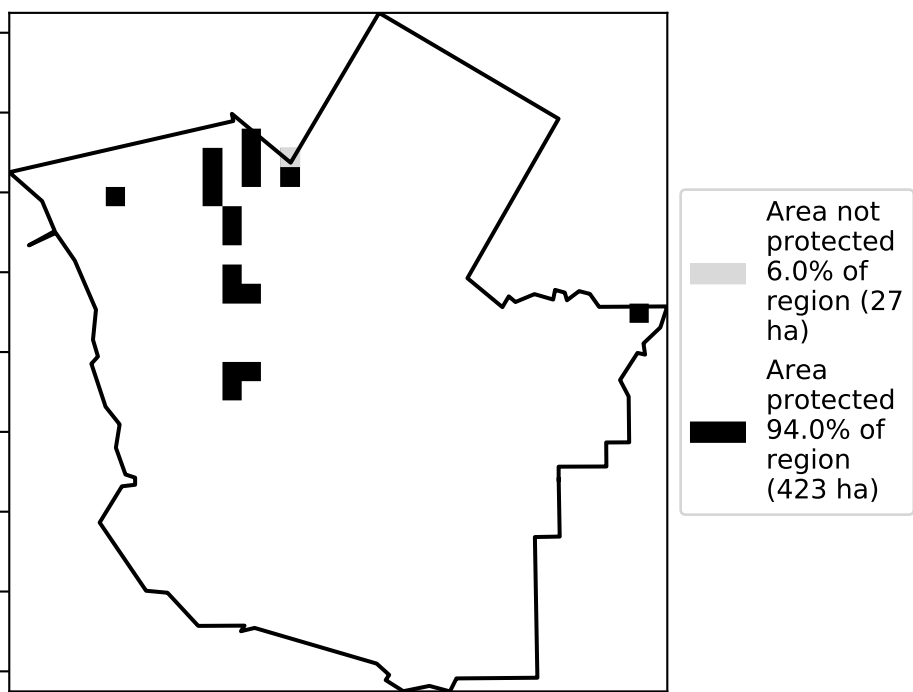 Area not
protected
6.0% of
region (27
ha)
Area
protected
94.0% of
region
(423 ha)